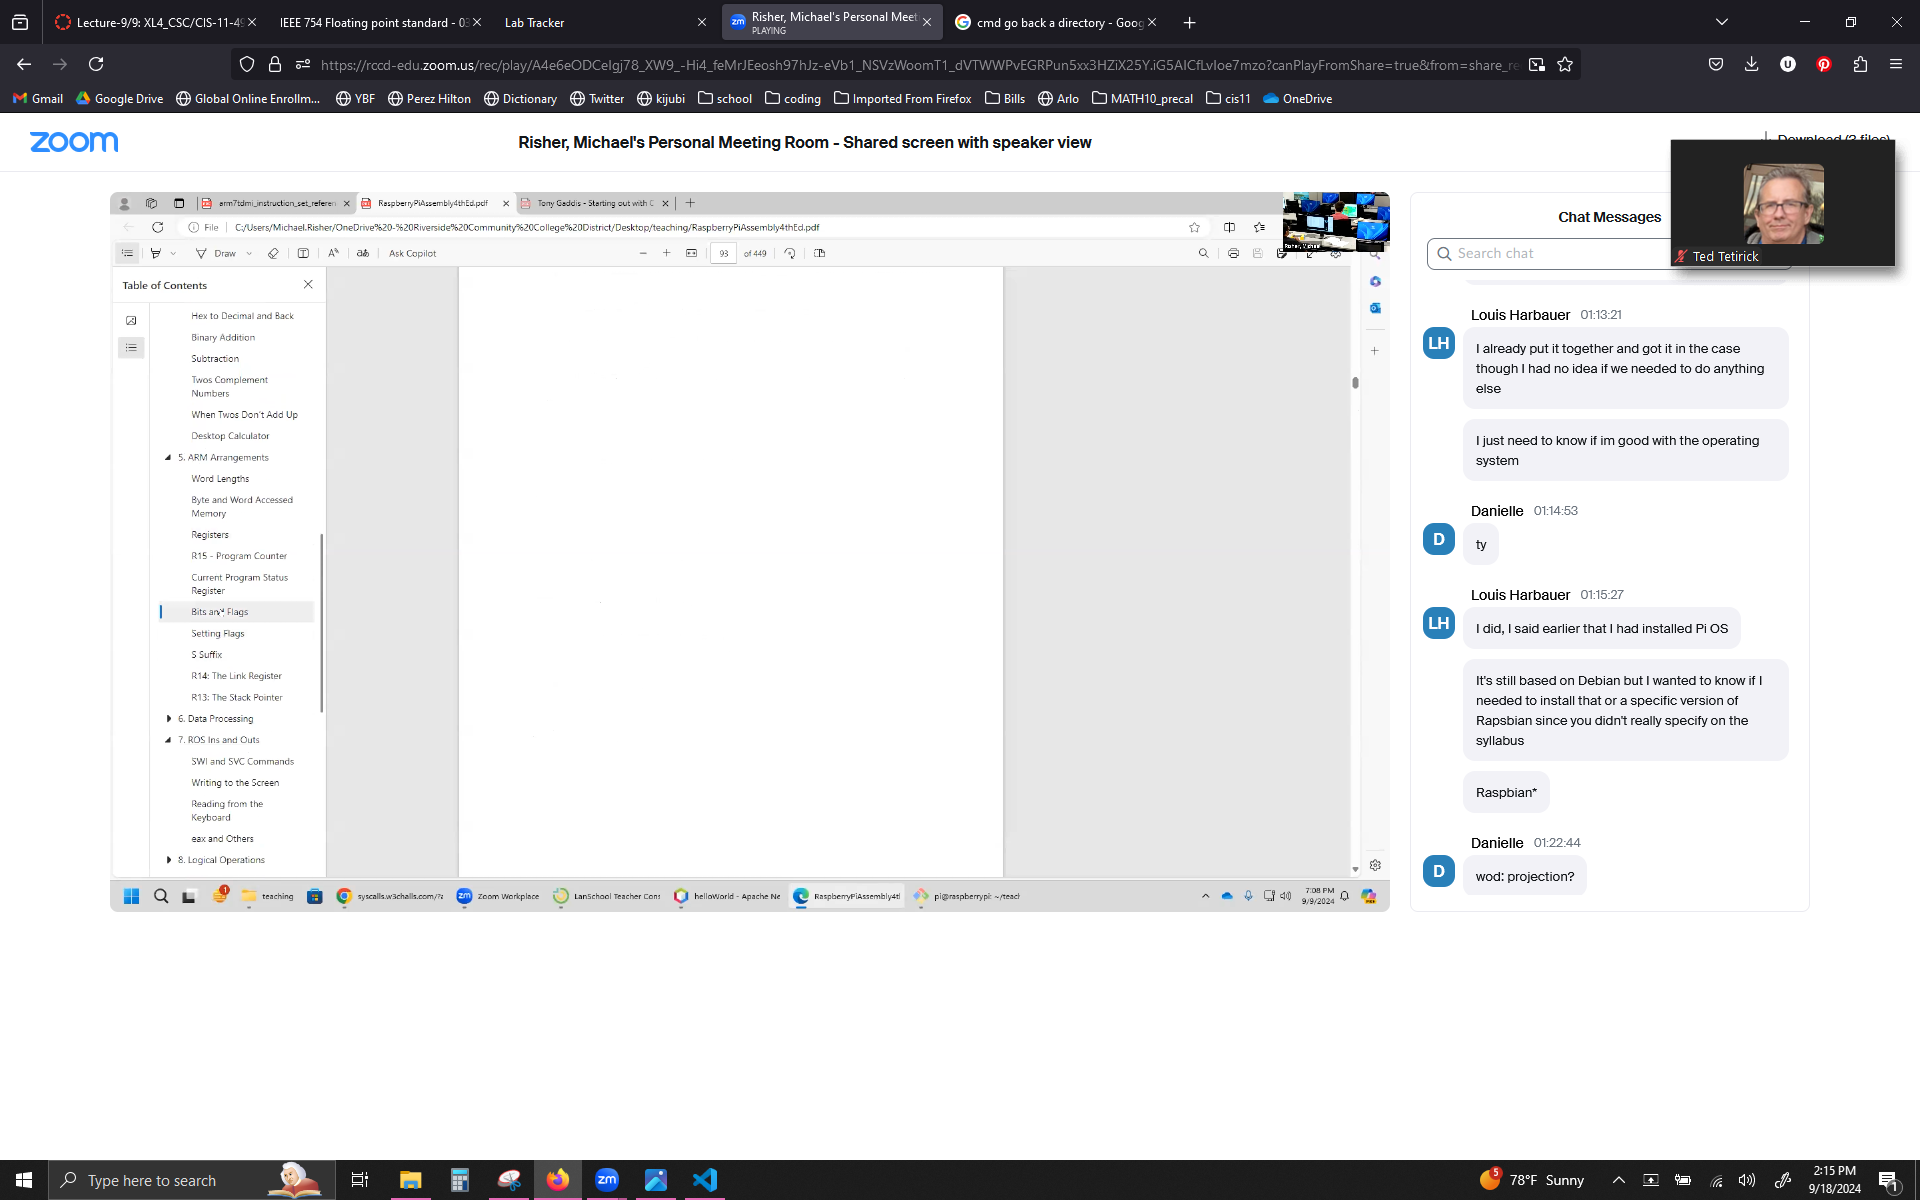 Lecture-9/9: XL4_CSC/CIS-11-49
IEEE 754 Floating point standard - 03
Lab Tracker
Risher, Michael's Personal Meeti
PLAYING
cmd go back a directory - Goog
https://rccd-edu.zoom.us/rec/play/A4e6eODCeIgj78_XW9_-Hi4_feMrJEeosh97hJz-eVb1_NSVzWoomT1_dVTWWPvEGRPun5xx3HZiX25Y.iG5AICfLvIoe7mzo?canPlayFromShare=true&from=share_re
Gmail
Google Drive
Global Online Enrollm...
YBF
Perez Hilton
Dictionary
Twitter
kijubi
school
coding
Imported From Firefox
Bills
Arlo
MATH10_precal
cis11
OneDrive
zoom
Risher, Michael's Personal Meeting Room - Shared screen with speaker view
Download (3 files)
Ted Tetirick
arm7tdmi_instruction_set_referen
RaspberryPiAssembly4thEd.pdf
Tony Gaddis - Starting out with C
File
C:/Users/Michael.Risher/OneDrive%20-%20Riverside%20Community%20College%20District/Desktop/teaching/RaspberryPiAssembly4thEd.pdf
Draw
Ask Copilot
93
of 449
Risher, Michael
Table of Contents
Hex to Decimal and Back
Binary Addition
Subtraction
Twos Complement
Numbers
When Twos Don't Add Up
Desktop Calculator
5. ARM Arrangements
Word Lengths
Byte and Word Accessed
Memory
Registers
R15 - Program Counter
Current Program Status
Register
Bits and Flags
Setting Flags
S Suffix
R14: The Link Register
R13: The Stack Pointer
6. Data Processing
7. ROS Ins and Outs
SWI and SVC Commands
Writing to the Screen
Reading from the
Keyboard
eax and Others
8. Logical Operations
1
teaching
syscalls.w3challs.com/?a
Zoom Workplace
LanSchool Teacher Cons
helloWorld - Apache Ne
RaspberryPiAssembly4tl
pi@raspberrypi: ~/teach
7:08 PM
9/9/2024
Chat Messages
Search chat
Louis Harbauer 01:13:21
LH
I already put it together and got it in the case
though I had no idea if we needed to do anything
else
I just need to know if im good with the operating
system
Danielle 01:14:53
D
ty
Louis Harbauer 01:15:27
LH
I did, I said earlier that I had installed Pi OS
It's still based on Debian but I wanted to know if I
needed to install that or a specific version of
Rapsbian since you didn't really specify on the
syllabus
Raspbian*
Danielle 01:22:44
D
wod: projection?
Type here to search
zm
5
78°F Sunny
2:15 PM
9/18/2024
1